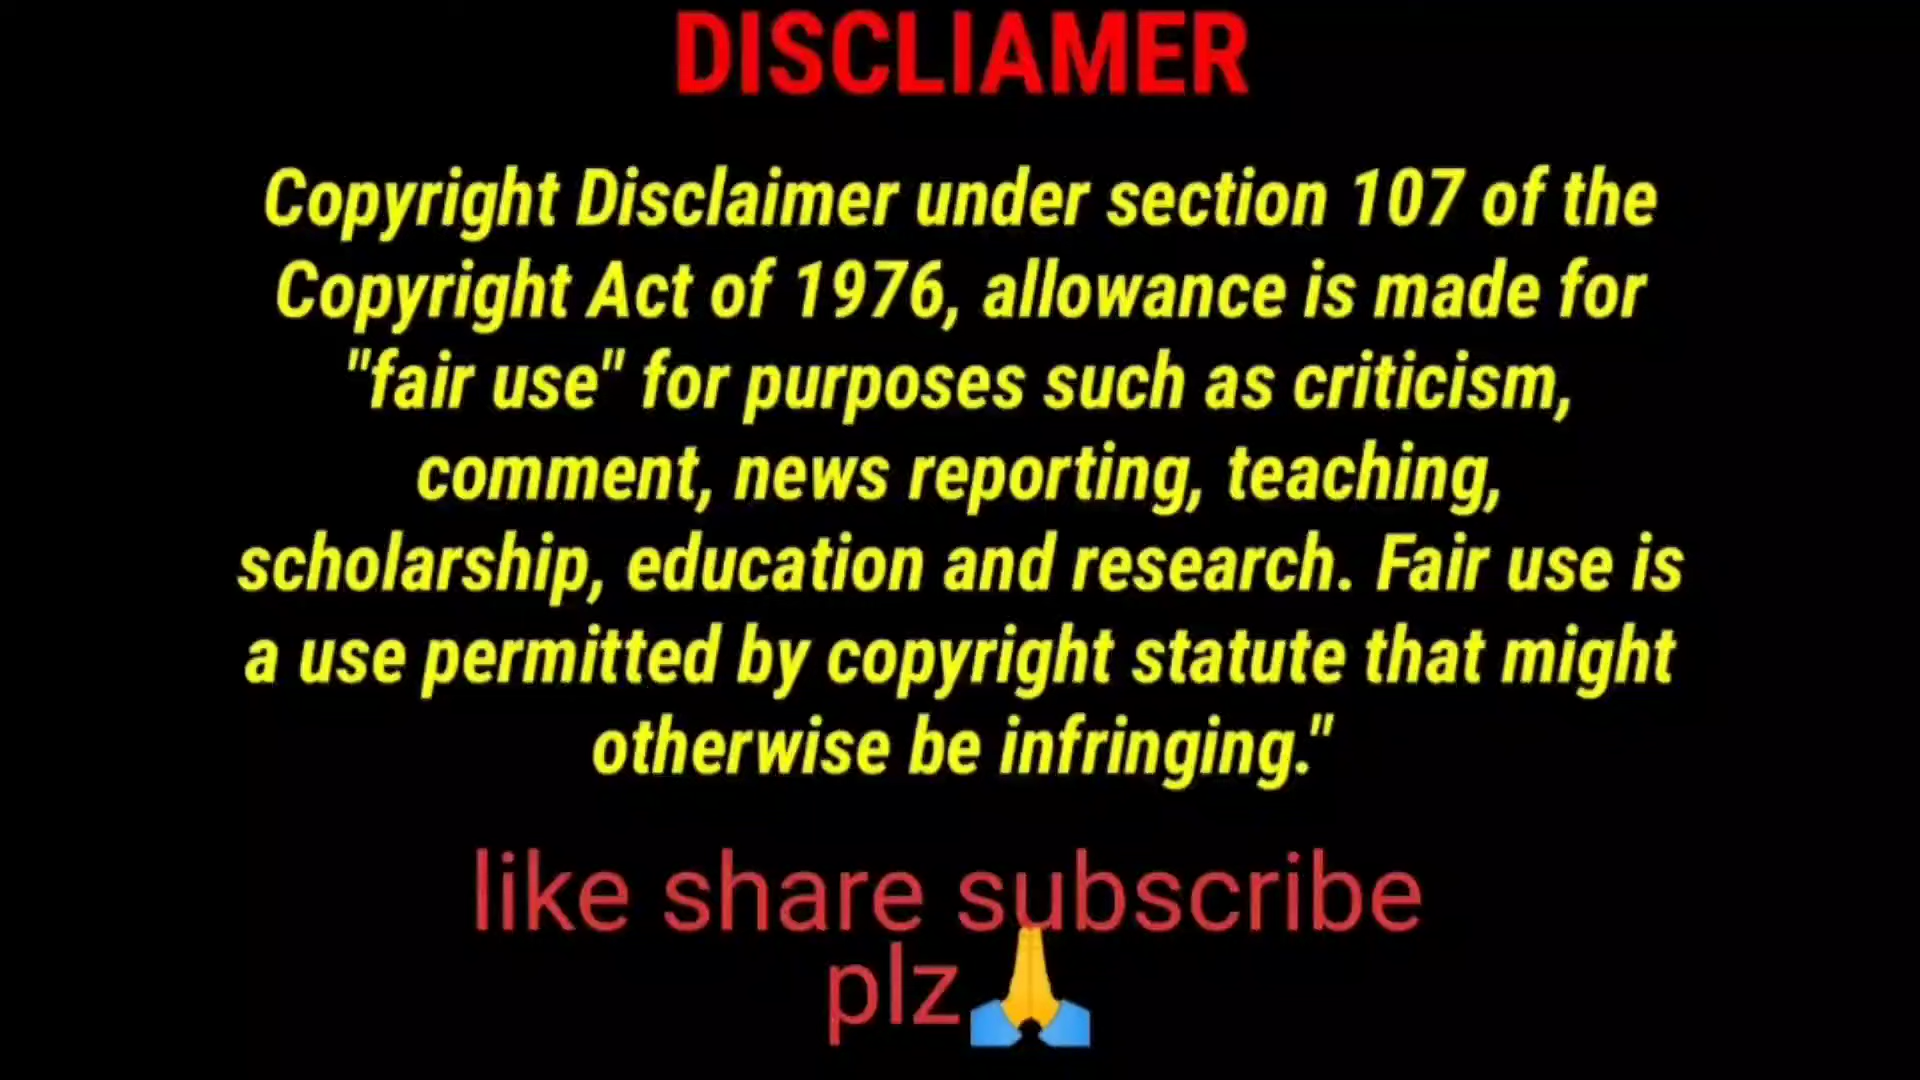 DISCLIAMER
Copyright Disclaimer under section 107 of the
Copyright Act of 1976, allowance is made for
"fair use" for purposes such as criticism,
comment, news reporting, teaching,
scholarship, education and research. Fair use is
a use permitted by copyright statute that might
otherwise be infringing."
like share subscribe
plz🙏